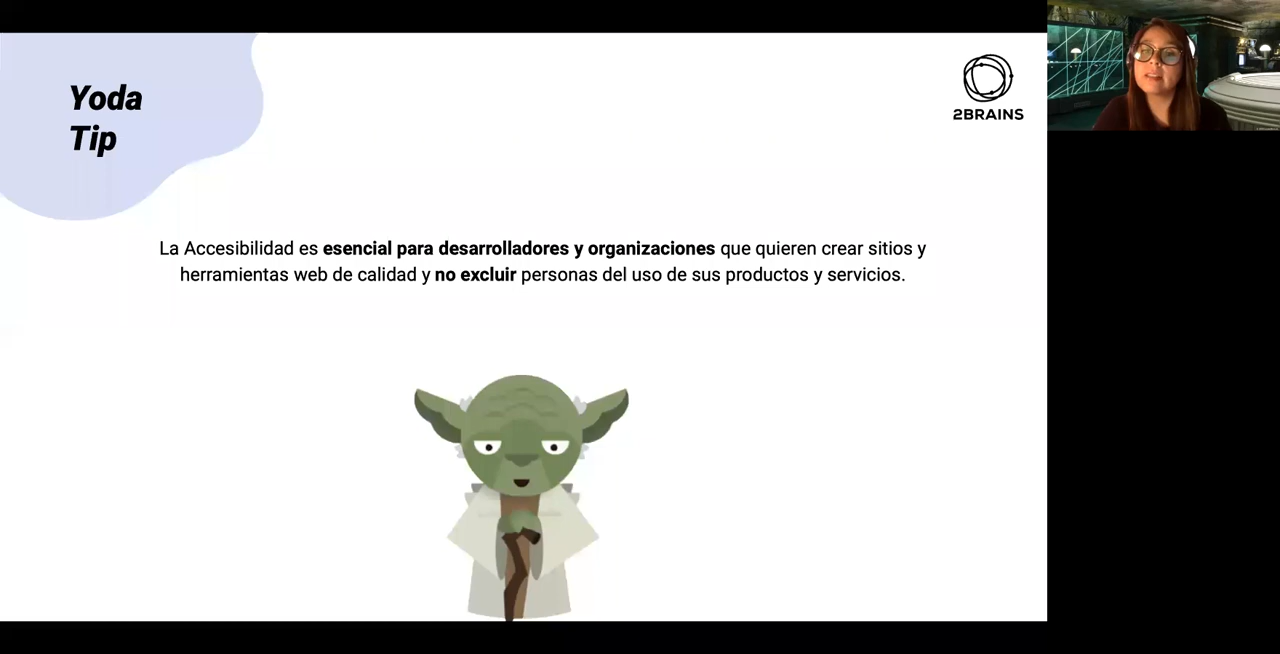 Yoda
Tip
2BRAINS
La Accesibilidad es esencial para desarrolladores y organizaciones que quieren crear sitios y
herramientas web de calidad y no excluir personas del uso de sus productos y servicios.